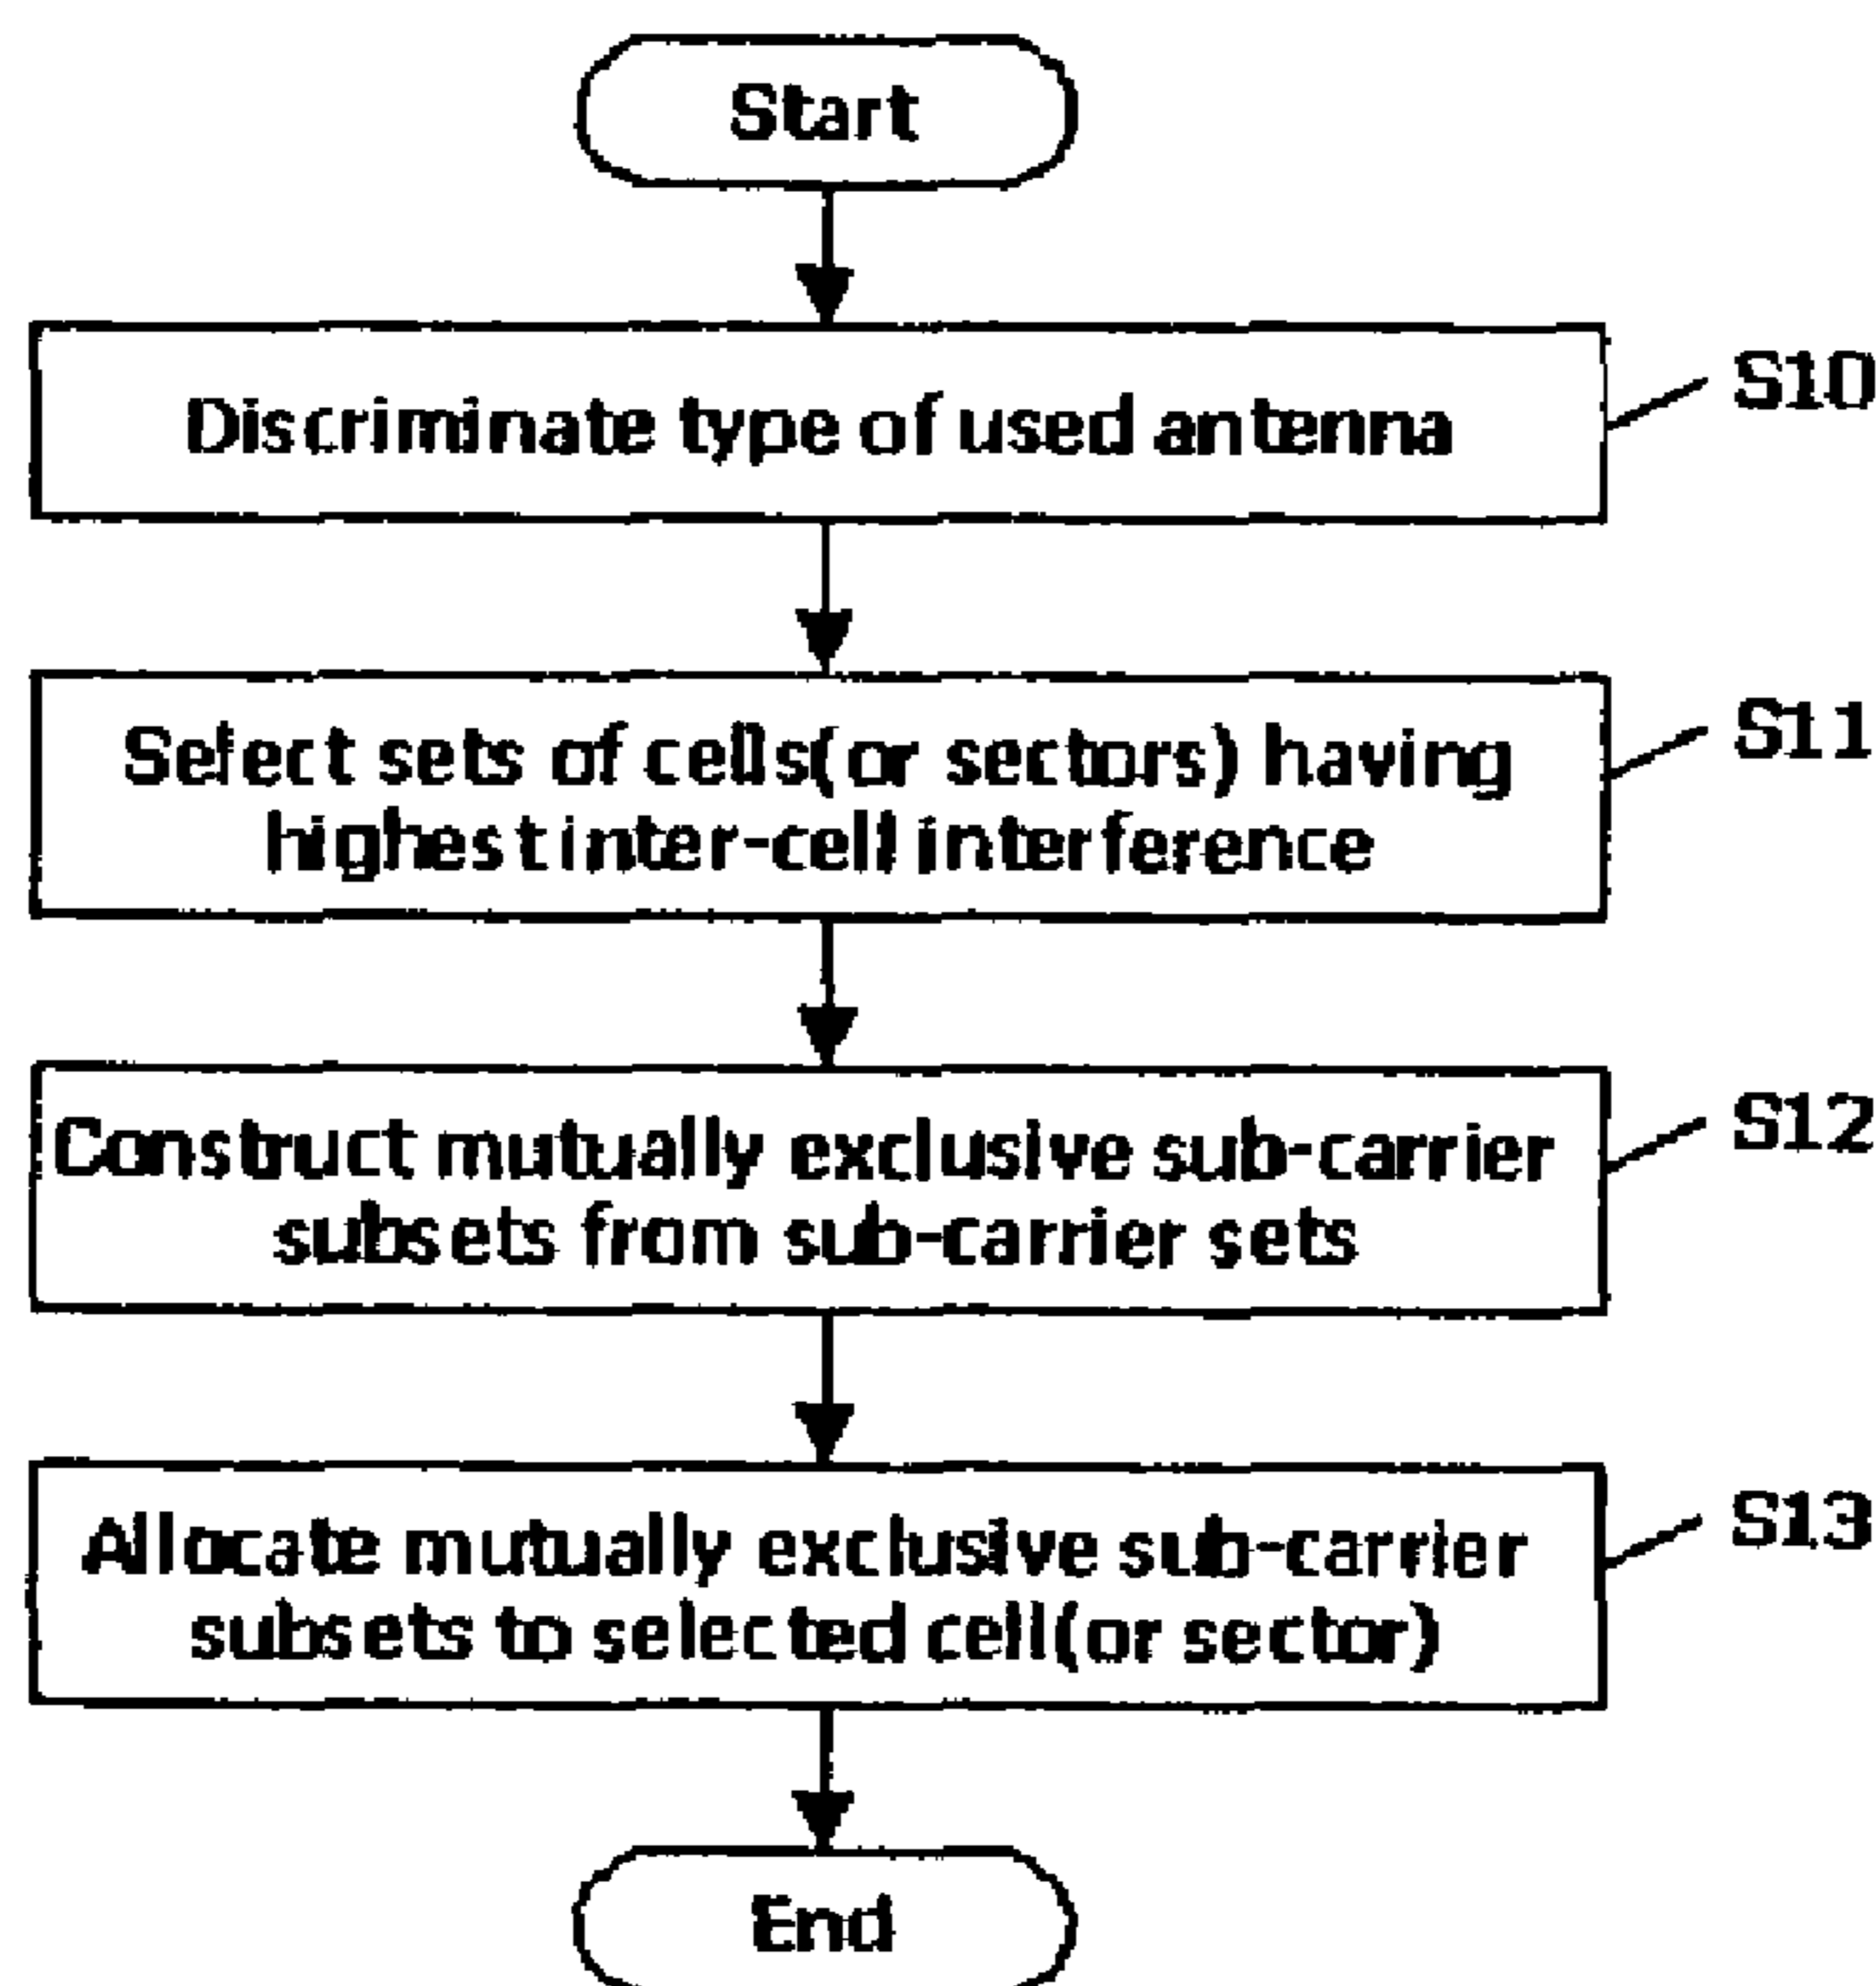 Start
Discriminate type of used antenna
S10
Select sets of cells(or sectors) having
highest inter-cell interference
S11
Construct mutually exclusive sub-carrier
subsets from sub-carrier sets
S12
Allocate mutually exclusive sub-carrier
subsets to selected cell(or sector)
S13
End